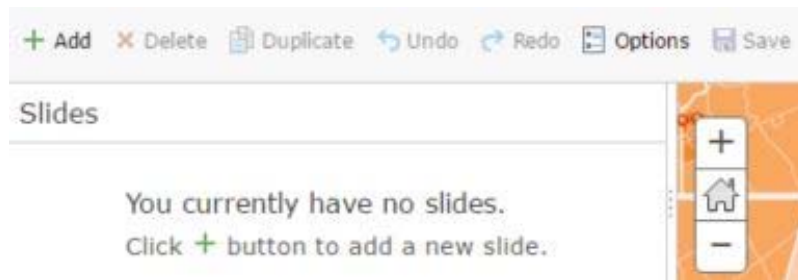 + Add × Delete Duplicate Undo Redo Options Save
Slides
You currently have no slides.
Click + button to add a new slide.
+
−